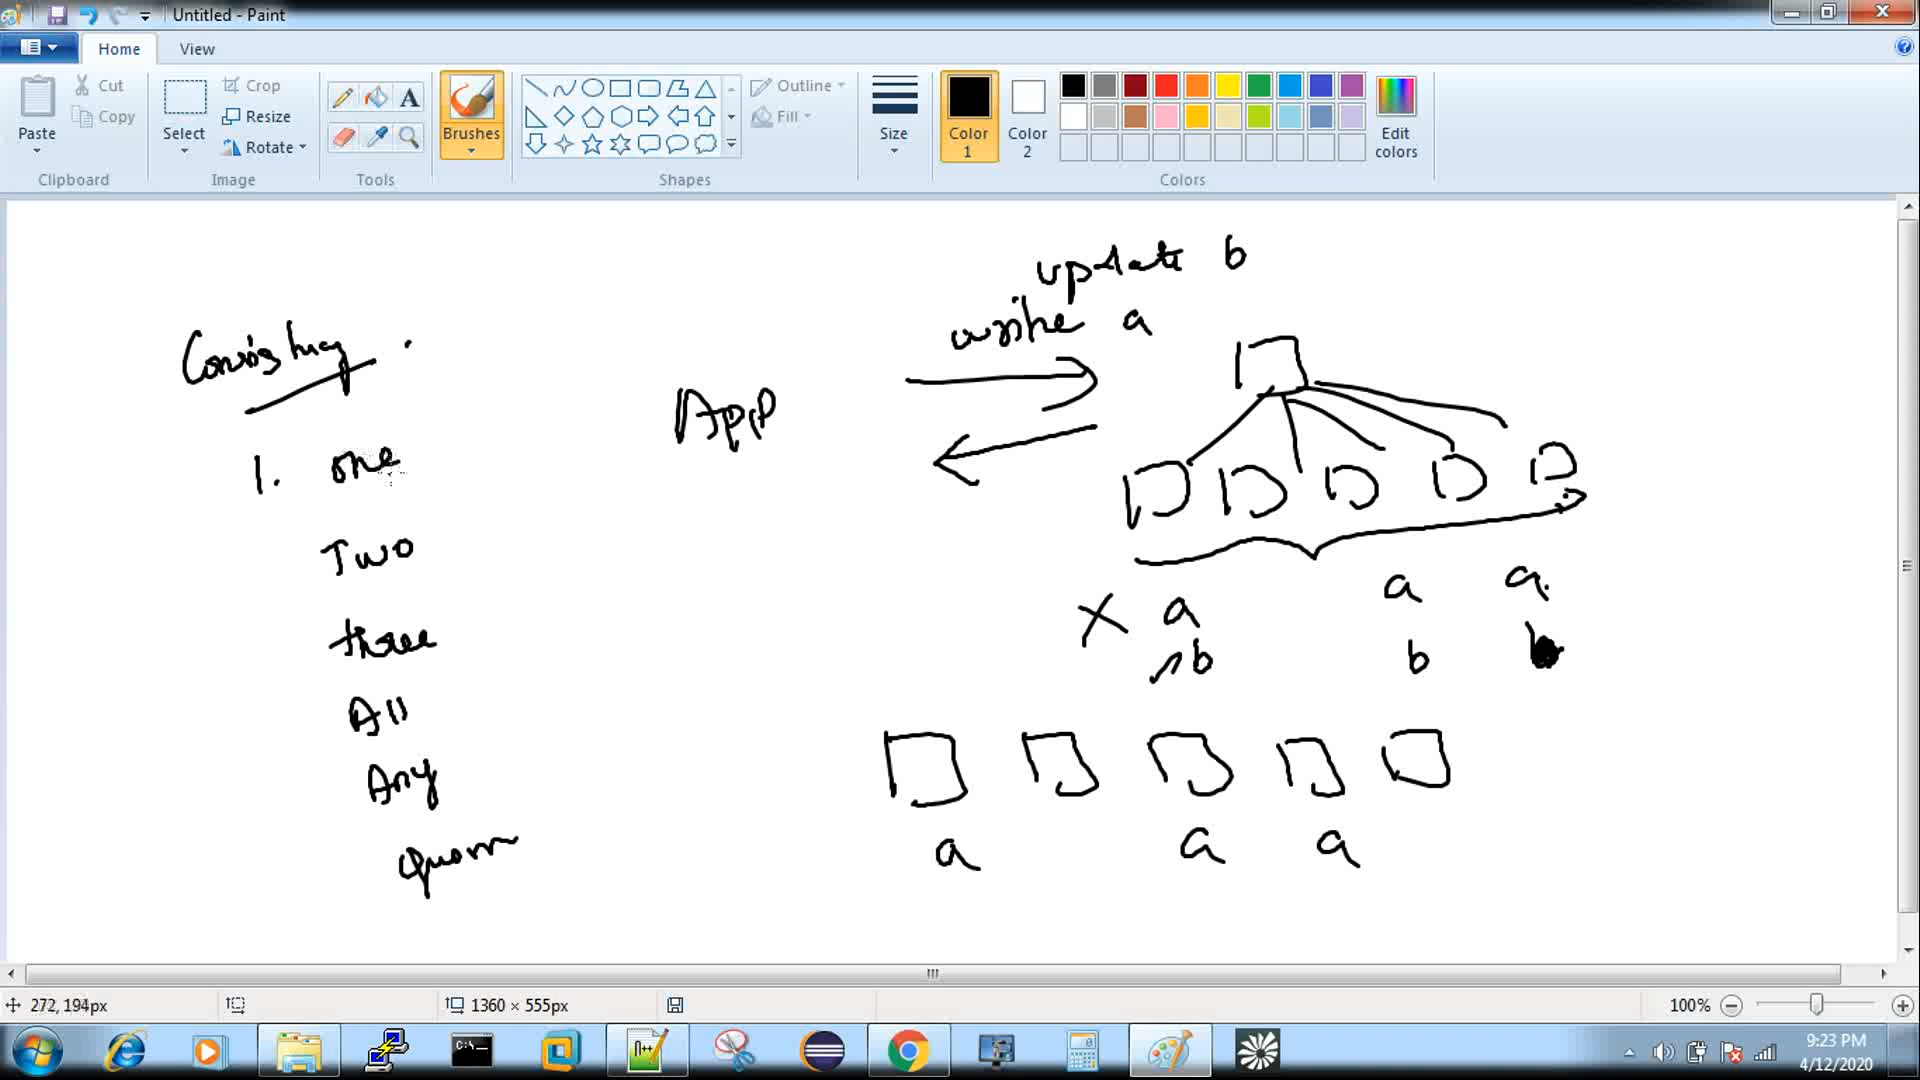 Untitled - Paint
Home
View
Paste
Cut
Copy
Clipboard
Select
Crop
Resize
Rotate
Image
A
Tools
Brushes
Shapes
Outline
Fill
Size
Color
1
Color
2
Edit
colors
Colors
update b
write a
App
1. one
Two
three
All
Any
a a a
X
b b b
a a a
272, 194px
1360 × 555px
100%
C:\
N++
9:23 PM
4/12/2020